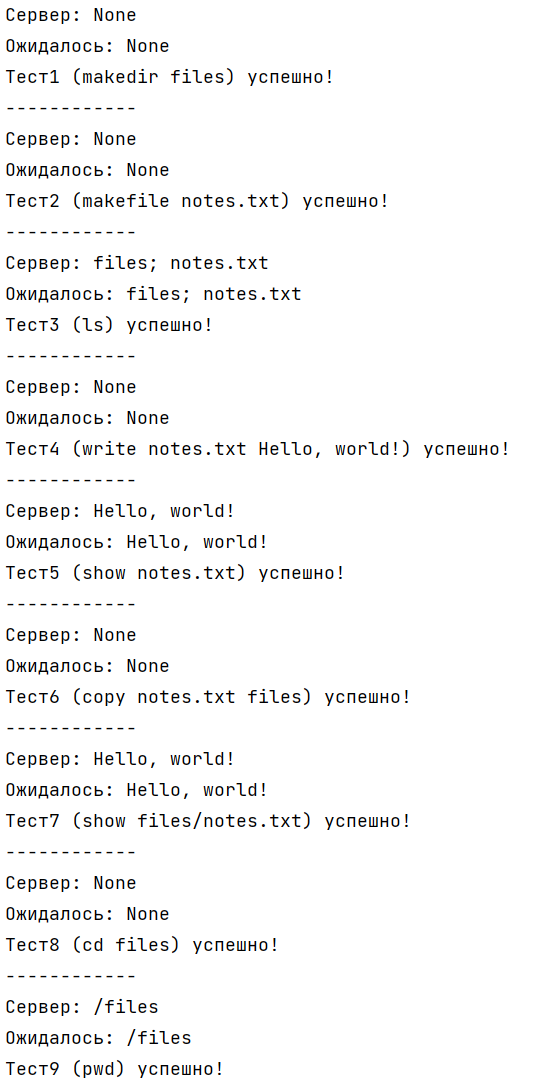 Сервер: None
Ожидалось: None
Тест1 (makedir files) успешно!
------------
Сервер: None
Ожидалось: None
Тест2 (makefile notes.txt) успешно!
------------
Сервер: files; notes.txt
Ожидалось: files; notes.txt
Тест3 (ls) успешно!
------------
Сервер: None
Ожидалось: None
Тест4 (write notes.txt Hello, world!) успешно!
------------
Сервер: Hello, world!
Ожидалось: Hello, world!
Тест5 (show notes.txt) успешно!
------------
Сервер: None
Ожидалось: None
Тест6 (copy notes.txt files) успешно!
------------
Сервер: Hello, world!
Ожидалось: Hello, world!
Тест7 (show files/notes.txt) успешно!
------------
Сервер: None
Ожидалось: None
Тест8 (cd files) успешно!
------------
Сервер: /files
Ожидалось: /files
Тест9 (pwd) успешно!